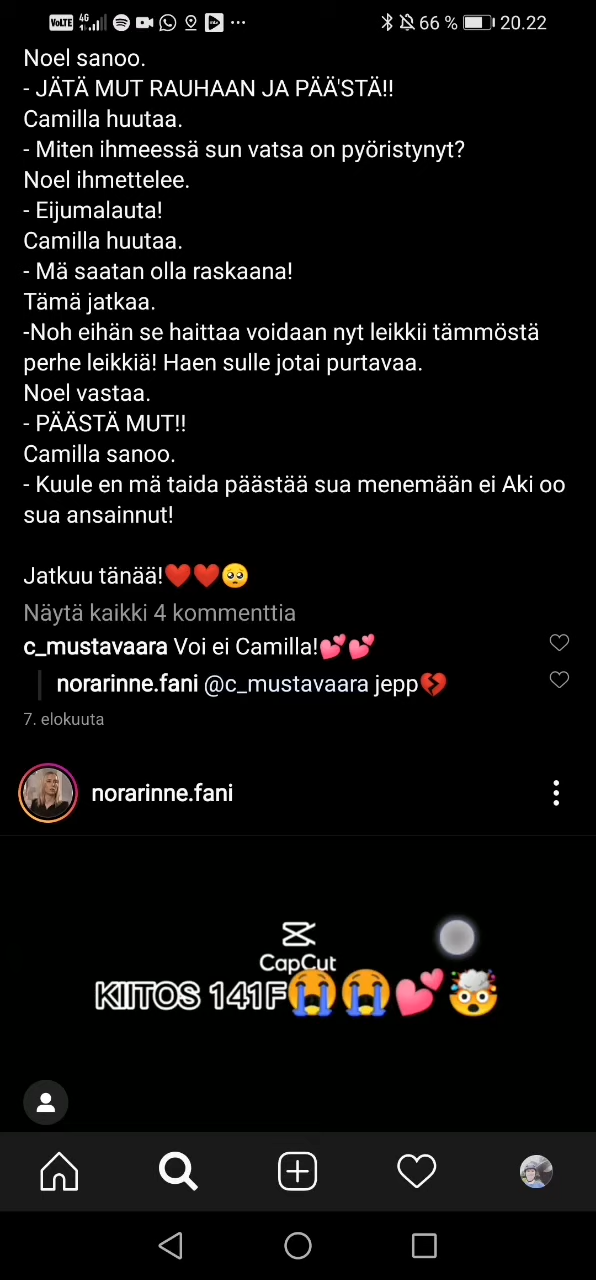 VoLTE 4G 66 % 20.22
Noel sanoo.
- JÄTÄ MUT RAUHAAN JA PÄÄ'STÄ!!
Camilla huutaa.
- Miten ihmeessä sun vatsa on pyöristynyt?
Noel ihmettelee.
- Eijumalauta!
Camilla huutaa.
- Mä saatan olla raskaana!
Tämä jatkaa.
-Noh eihän se haittaa voidaan nyt leikkii tämmöstä
perhe leikkiä! Haen sulle jotai purtavaa.
Noel vastaa.
- PÄÄSTÄ MUT!!
Camilla sanoo.
- Kuule en mä taida päästää sua menemään ei Aki oo
sua ansainnut!
Jatkuu tänää!❤️❤️🥺
Näytä kaikki 4 kommenttia
c_mustavaara Voi ei Camilla!💕💕
norarinne.fani @c_mustavaara jepp💔
7. elokuuta
norarinne.fani
CapCut
KIITOS 141F😭😭💕🤯